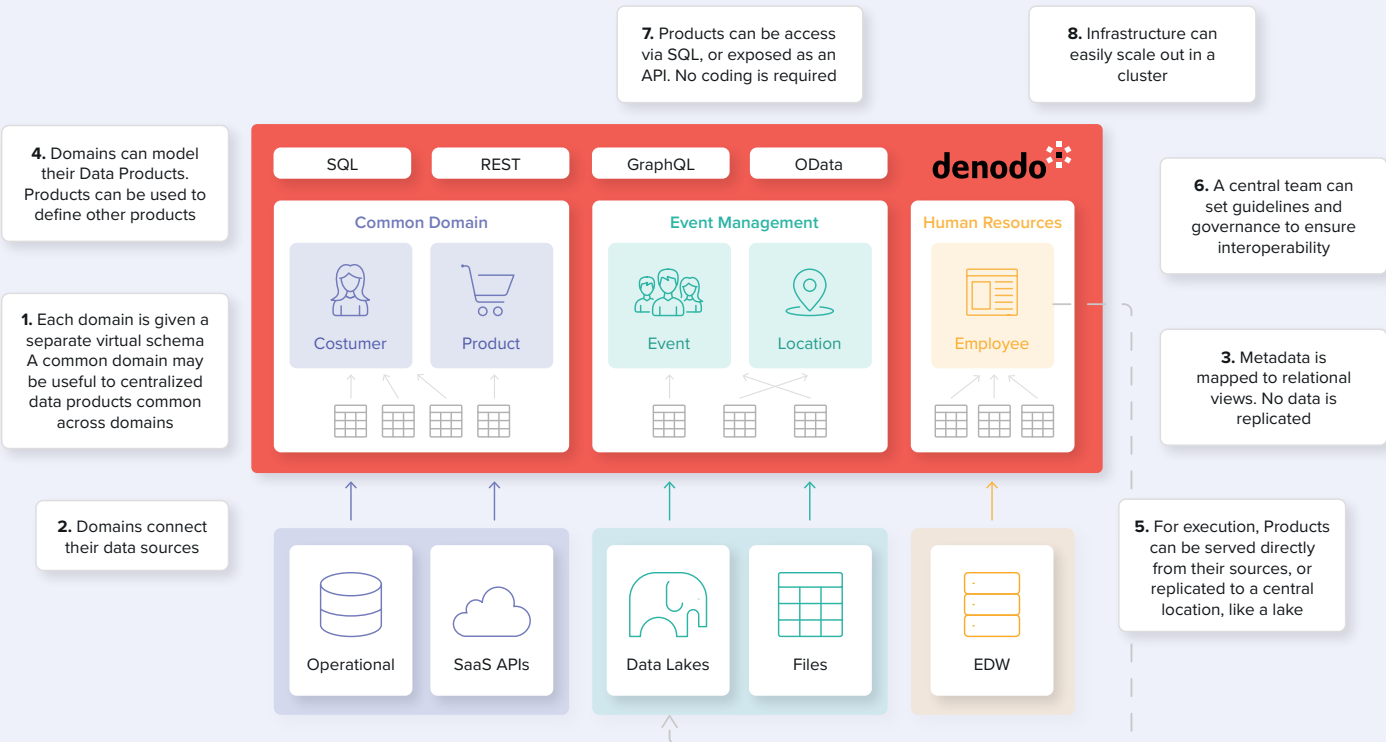 7. Products can be access
via SQL, or exposed as an
API. No coding is required
8. Infrastructure can
easily scale out in a
cluster
4. Domains can model
their Data Products.
Products can be used to
define other products
SQL
REST
GraphQL
OData
denodo
6. A central team can
set guidelines and
governance to ensure
interoperability
Common Domain
Event Management
Human Resources
Costumer
Product
Event
Location
Employee
1. Each domain is given a
separate virtual schema
A common domain may
be useful to centralized
data products common
across domains
3. Metadata is
mapped to relational
views. No data is
replicated
2. Domains connect
their data sources
5. For execution, Products
can be served directly
from their sources, or
replicated to a central
location, like a lake
Operational
SaaS APIs
Data Lakes
Files
EDW